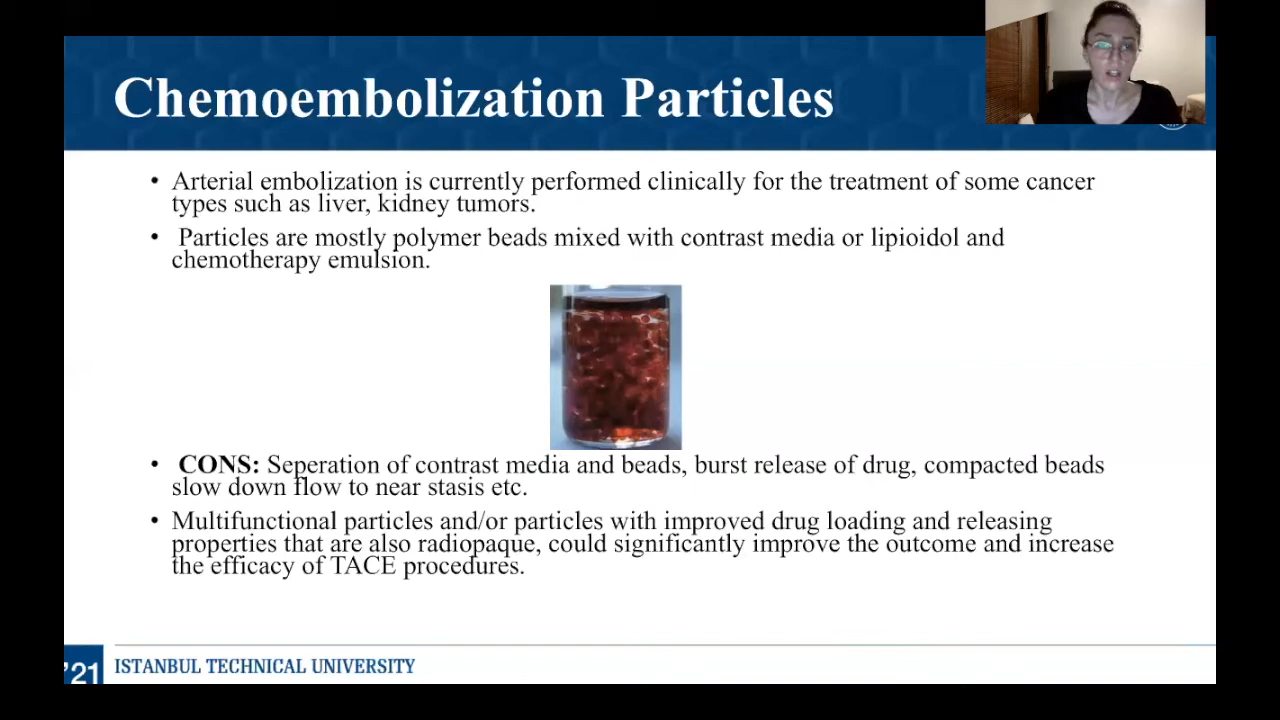 Chemoembolization Particles
• Arterial embolization is currently performed clinically for the treatment of some cancer
types such as liver, kidney tumors.
• Particles are mostly polymer beads mixed with contrast media or lipioidol and
chemotherapy emulsion.
• CONS: Seperation of contrast media and beads, burst release of drug, compacted beads
slow down flow to near stasis etc.
• Multifunctional particles and/or particles with improved drug loading and releasing
properties that are also radiopaque, could significantly improve the outcome and increase
the efficacy of TACE procedures.
'21 ISTANBUL TECHNICAL UNIVERSITY